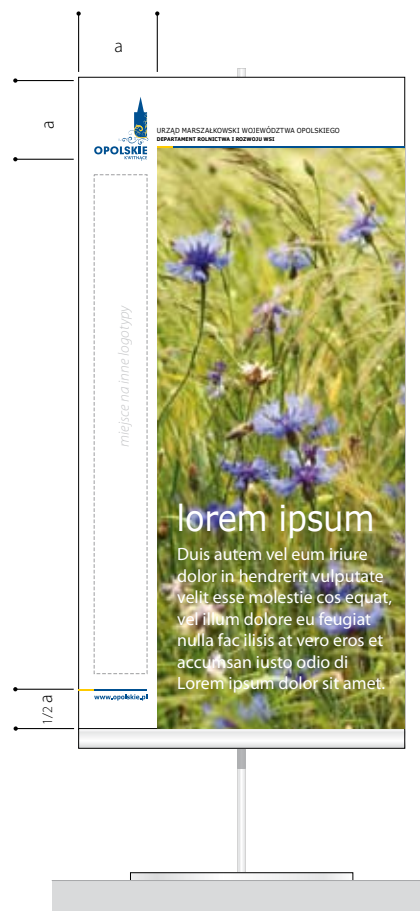 a
a
OPOLSKIE
KWITNĄCE
URZĄD MARSZAŁKOWSKI WOJEWÓDZTWA OPOLSKIEGO
DEPARTAMENT ROLNICTWA I ROZWOJU WSI
miejsce na inne logotypy
lorem ipsum
Duis autem vel eum iriure
dolor in hendrerit vulputate
velit esse molestie cos equat,
vel illum dolore eu feugiat
nulla fac ilisis at vero eros et
accumsan iusto odio di
Lorem ipsum dolor sit amet.
1/2 a
www.opolskie.pl